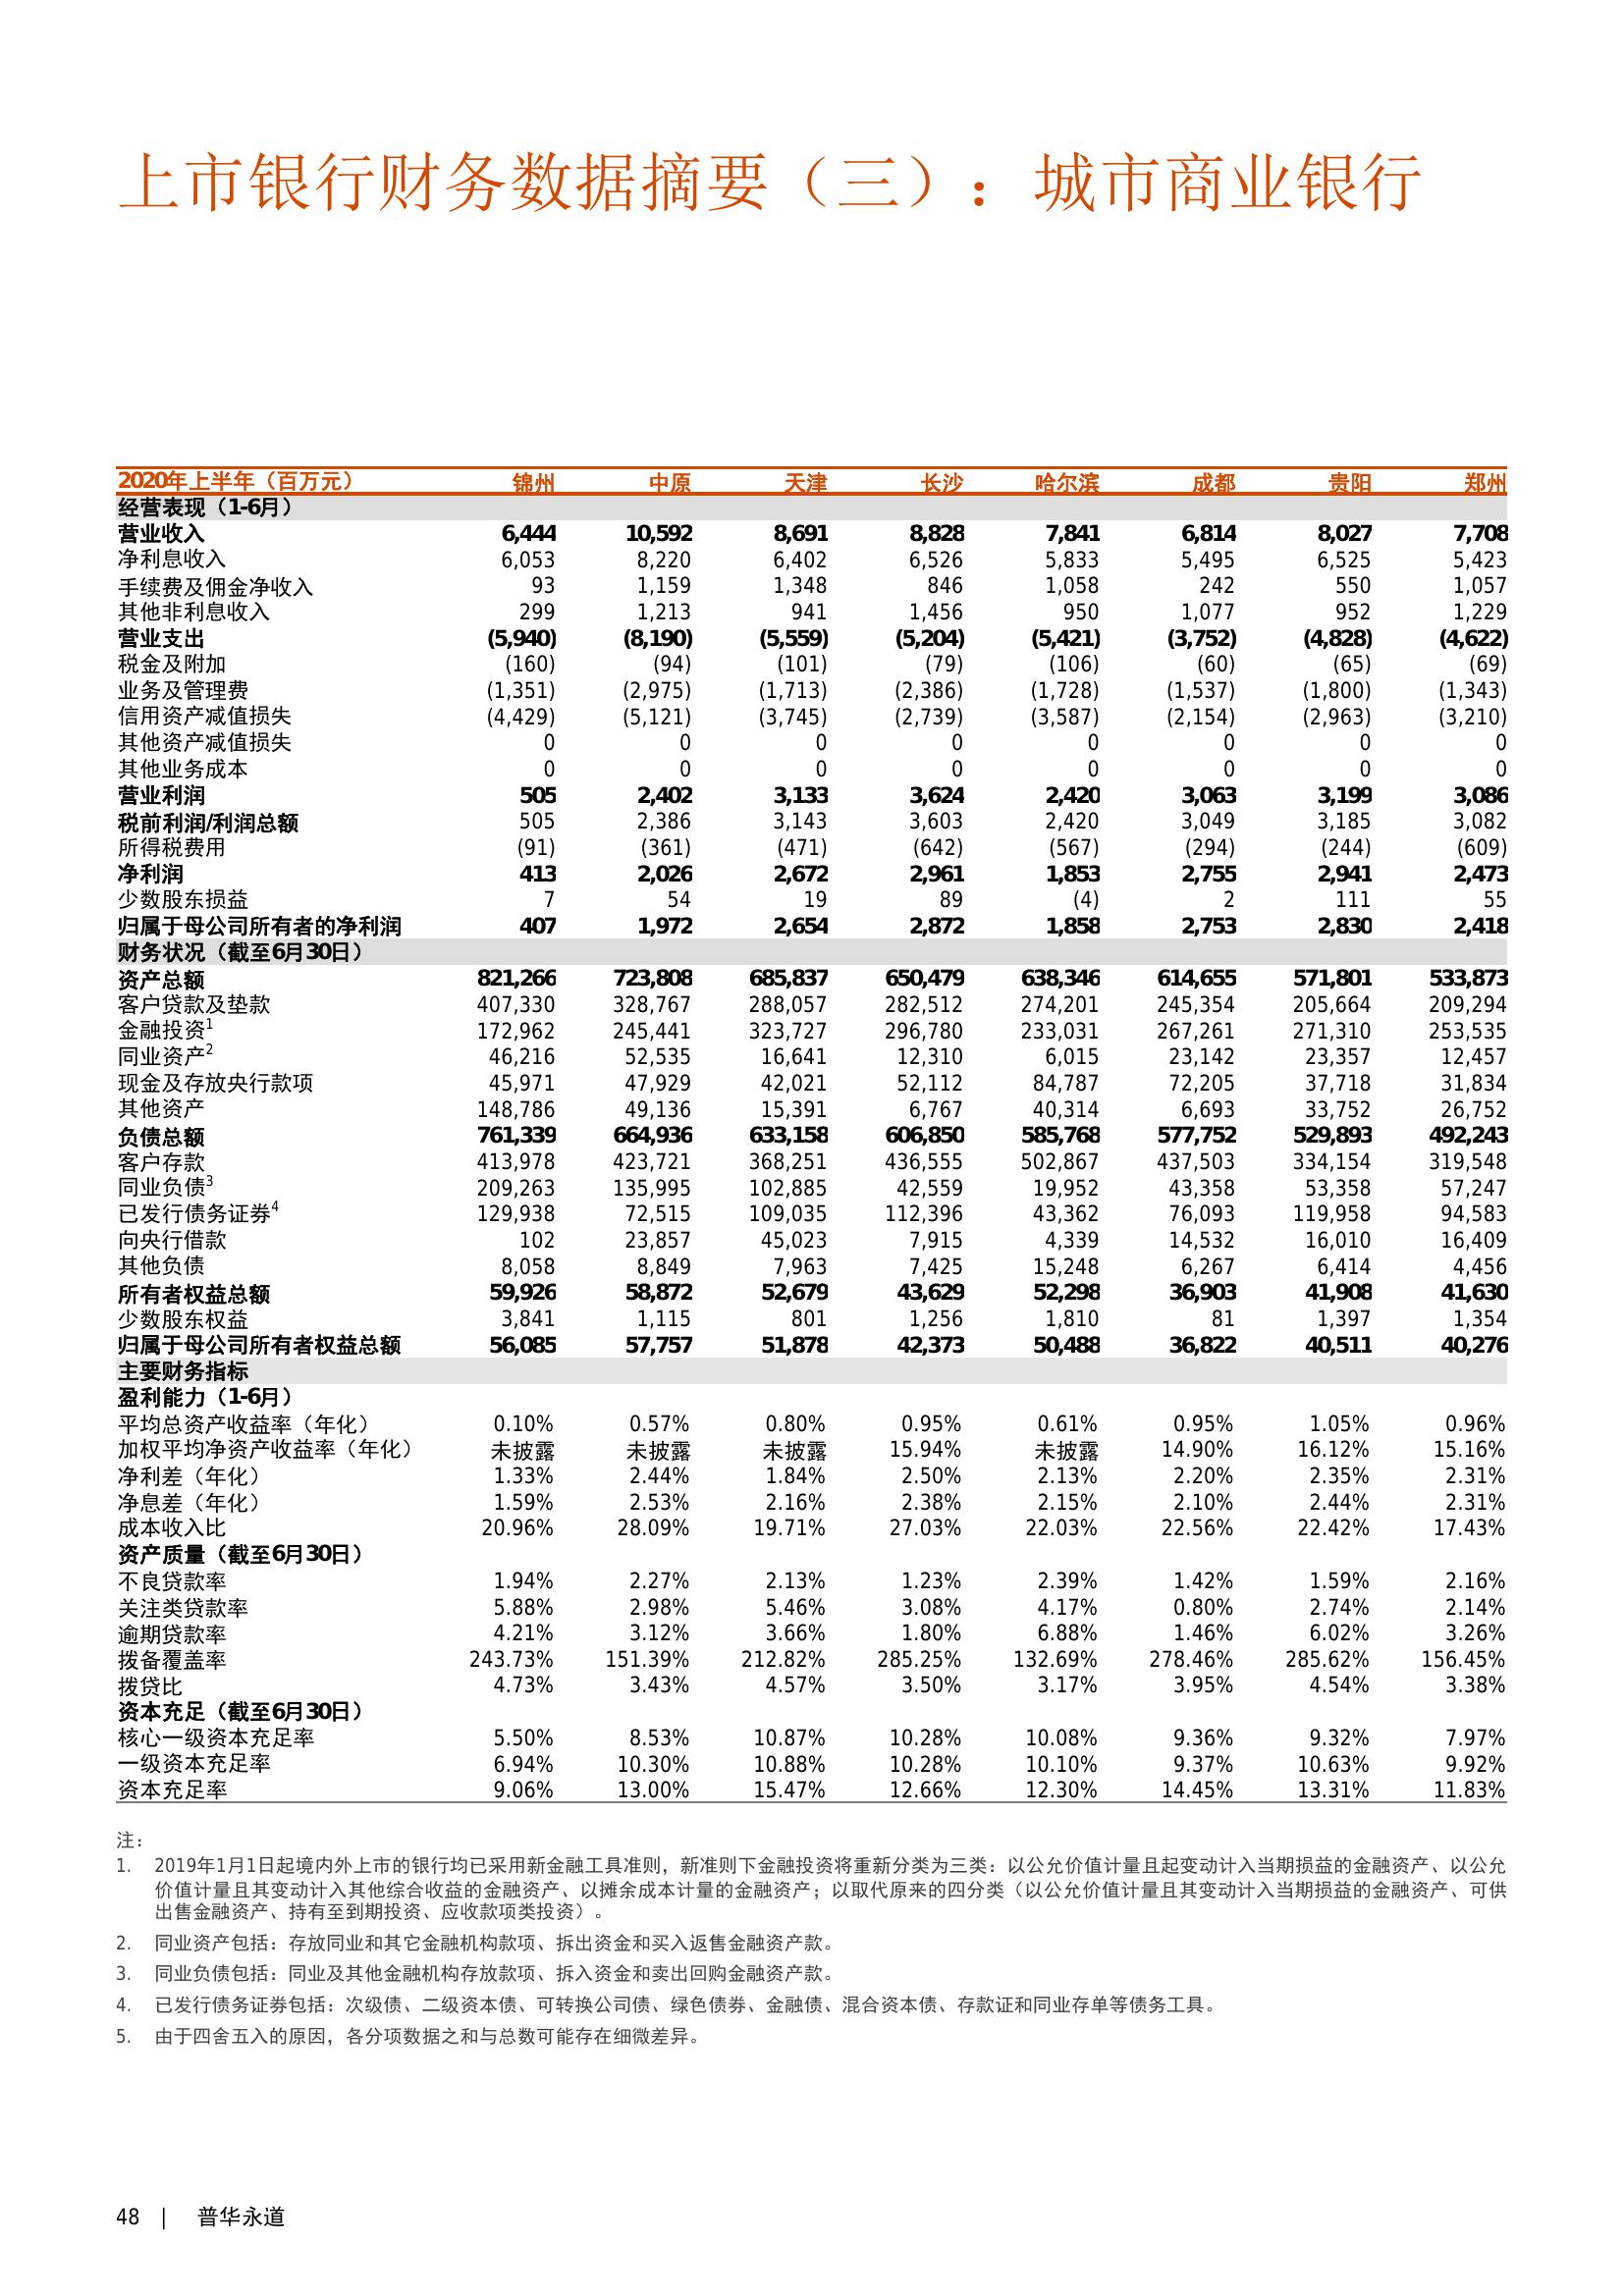 上市银行财务数据摘要（三）：城市商业银行
2020年上半年（百万元） 锦州 中原 天津 长沙 哈尔滨 成都 贵阳 郑州
经营表现（1-6月）
营业收入 6,444 10,592 8,691 8,828 7,841 6,814 8,027 7,708
净利息收入 6,053 8,220 6,402 6,526 5,833 5,495 6,525 5,423
手续费及佣金净收入 93 1,159 1,348 846 1,058 242 550 1,057
其他非利息收入 299 1,213 941 1,456 950 1,077 952 1,229
营业支出 (5,940) (8,190) (5,559) (5,204) (5,421) (3,752) (4,828) (4,622)
税金及附加 (160) (94) (101) (79) (106) (60) (65) (69)
业务及管理费 (1,351) (2,975) (1,713) (2,386) (1,728) (1,537) (1,800) (1,343)
信用资产减值损失 (4,429) (5,121) (3,745) (2,739) (3,587) (2,154) (2,963) (3,210)
其他资产减值损失 0 0 0 0 0 0 0 0
其他业务成本 0 0 0 0 0 0 0 0
营业利润 505 2,402 3,133 3,624 2,420 3,063 3,199 3,086
税前利润/利润总额 505 2,386 3,143 3,603 2,420 3,049 3,185 3,082
所得税费用 (91) (361) (471) (642) (567) (294) (244) (609)
净利润 413 2,026 2,672 2,961 1,853 2,755 2,941 2,473
少数股东损益 7 54 19 89 (4) 2 111 55
归属于母公司所有者的净利润 407 1,972 2,654 2,872 1,858 2,753 2,830 2,418
财务状况（截至6月30日）
资产总额 821,266 723,808 685,837 650,479 638,346 614,655 571,801 533,873
客户贷款及垫款 407,330 328,767 288,057 282,512 274,201 245,354 205,664 209,294
金融投资1 172,962 245,441 323,727 296,780 233,031 267,261 271,310 253,535
同业资产2 46,216 52,535 16,641 12,310 6,015 23,142 23,357 12,457
现金及存放央行款项 45,971 47,929 42,021 52,112 84,787 72,205 37,718 31,834
其他资产 148,786 49,136 15,391 6,767 40,314 6,693 33,752 26,752
负债总额 761,339 664,936 633,158 606,850 585,768 577,752 529,893 492,243
客户存款 413,978 423,721 368,251 436,555 502,867 437,503 334,154 319,548
同业负债3 209,263 135,995 102,885 42,559 19,952 43,358 53,358 57,247
已发行债务证券4 129,938 72,515 109,035 112,396 43,362 76,093 119,958 94,583
向央行借款 102 23,857 45,023 7,915 4,339 14,532 16,010 16,409
其他负债 8,058 8,849 7,963 7,425 15,248 6,267 6,414 4,456
所有者权益总额 59,926 58,872 52,679 43,629 52,298 36,903 41,908 41,630
少数股东权益 3,841 1,115 801 1,256 1,810 81 1,397 1,354
归属于母公司所有者权益总额 56,085 57,757 51,878 42,373 50,488 36,822 40,511 40,276
主要财务指标
盈利能力（1-6月）
平均总资产收益率（年化） 0.10% 0.57% 0.80% 0.95% 0.61% 0.95% 1.05% 0.96%
加权平均净资产收益率（年化） 未披露 未披露 未披露 15.94% 未披露 14.90% 16.12% 15.16%
净利差（年化） 1.33% 2.44% 1.84% 2.50% 2.13% 2.20% 2.35% 2.31%
净息差（年化） 1.59% 2.53% 2.16% 2.38% 2.15% 2.10% 2.44% 2.31%
成本收入比 20.96% 28.09% 19.71% 27.03% 22.03% 22.56% 22.42% 17.43%
资产质量（截至6月30日）
不良贷款率 1.94% 2.27% 2.13% 1.23% 2.39% 1.42% 1.59% 2.16%
关注类贷款率 5.88% 2.98% 5.46% 3.08% 4.17% 0.80% 2.74% 2.14%
逾期贷款率 4.21% 3.12% 3.66% 1.80% 6.88% 1.46% 6.02% 3.26%
拨备覆盖率 243.73% 151.39% 212.82% 285.25% 132.69% 278.46% 285.62% 156.45%
拨贷比 4.73% 3.43% 4.57% 3.50% 3.17% 3.95% 4.54% 3.38%
资本充足（截至6月30日）
核心一级资本充足率 5.50% 8.53% 10.87% 10.28% 10.08% 9.36% 9.32% 7.97%
一级资本充足率 6.94% 10.30% 10.88% 10.28% 10.10% 9.37% 10.63% 9.92%
资本充足率 9.06% 13.00% 15.47% 12.66% 12.30% 14.45% 13.31% 11.83%
注：
1. 2019年1月1日起境内外上市的银行均已采用新金融工具准则，新准则下金融投资将重新分类为三类：以公允价值计量且起变动计入当期损益的金融资产、以公允
价值计量且其变动计入其他综合收益的金融资产、以摊余成本计量的金融资产；以取代原来的四分类（以公允价值计量且其变动计入当期损益的金融资产、可供
出售金融资产、持有至到期投资、应收款项类投资）。
2. 同业资产包括：存放同业和其它金融机构款项、拆出资金和买入返售金融资产款。
3. 同业负债包括：同业及其他金融机构存放款项、拆入资金和卖出回购金融资产款。
4. 已发行债务证券包括：次级债、二级资本债、可转换公司债、绿色债券、金融债、混合资本债、存款证和同业存单等债务工具。
5. 由于四舍五入的原因，各分项数据之和与总数可能存在细微差异。
48 | 普华永道